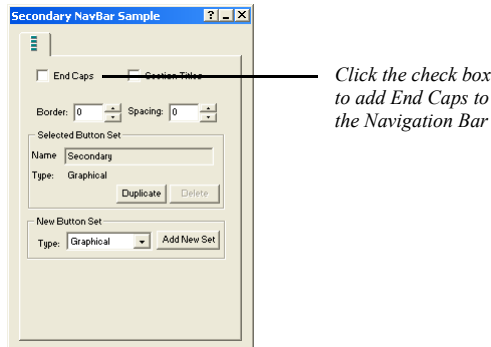 Secondary NavBar Sample
End Caps
Section Titles
Click the check box
to add End Caps to
the Navigation Bar
Border: 0 Spacing: 0
Selected Button Set
Name Secondary
Type: Graphical
Duplicate Delete
New Button Set
Type: Graphical Add New Set